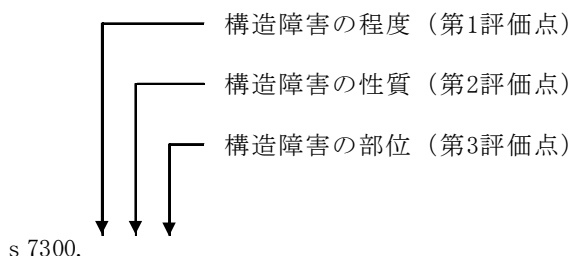 構造障害の程度（第1評価点）
構造障害の性質（第2評価点）
構造障害の部位（第3評価点）
s 7300.